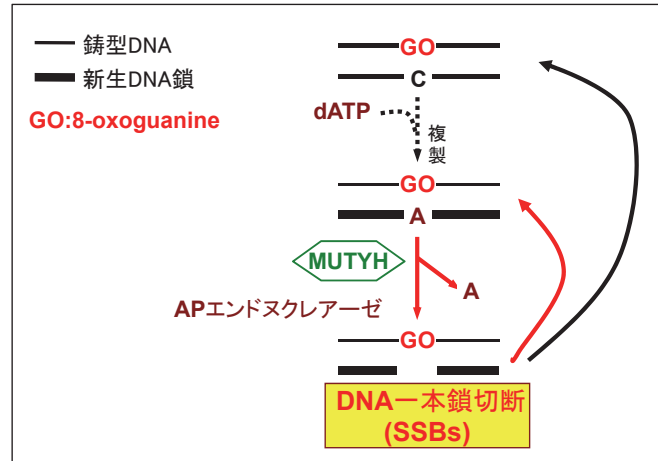 鋳型DNA
新生DNA鎖
GO:8-oxoguanine
GO
C
dATP
複製
GO
A
MUTYH
A
APエンドヌクレアーゼ
GO
DNA一本鎖切断
(SSBs)